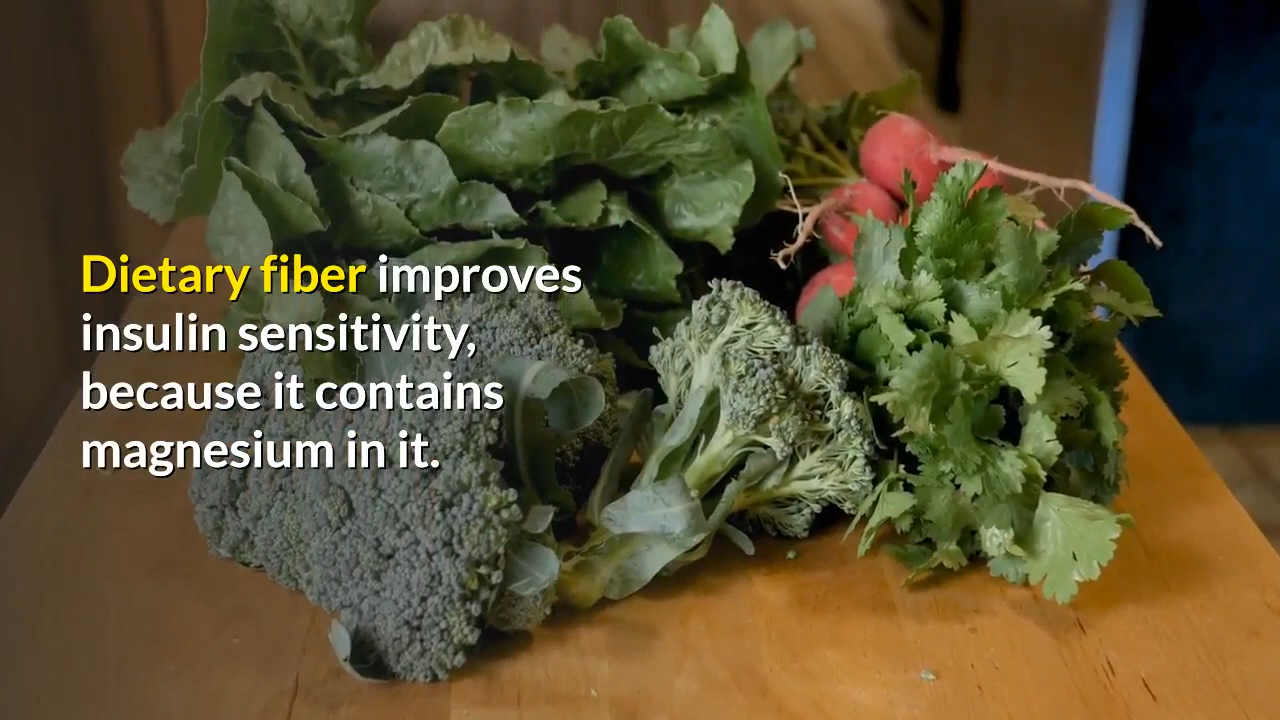 Dietary fiber improves
insulin sensitivity,
because it contains
magnesium in it.